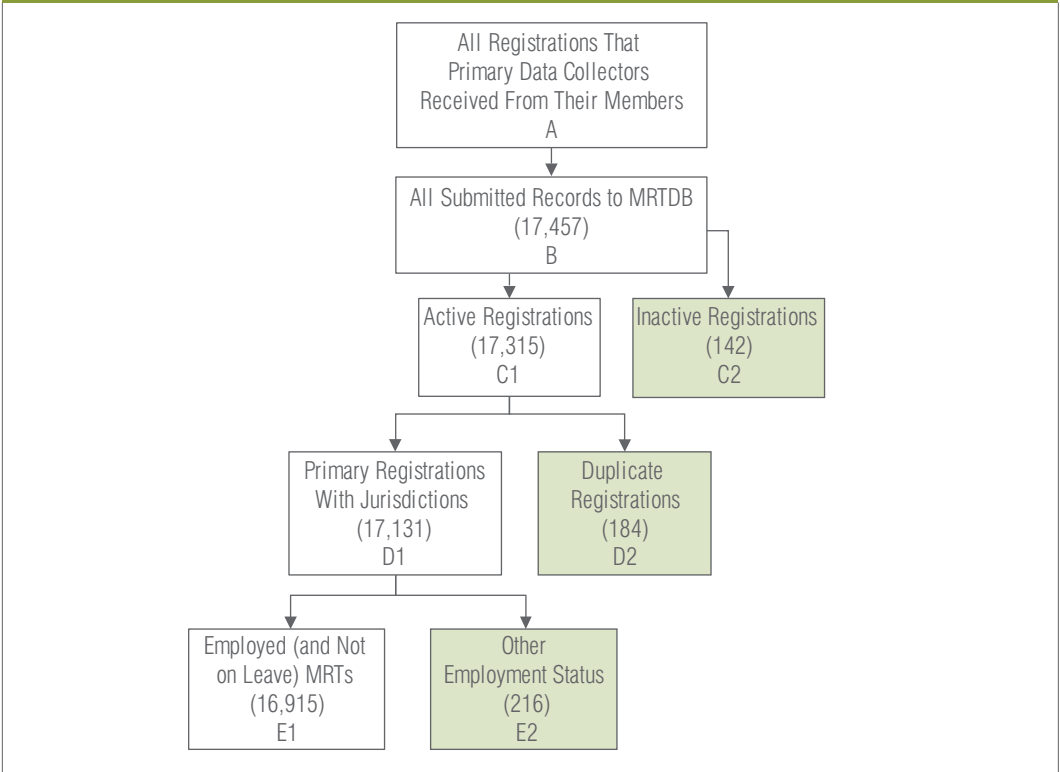 All Registrations That
Primary Data Collectors
Received From Their Members
A
All Submitted Records to MRTDB
(17,457)
B
Active Registrations
(17,315)
C1
Inactive Registrations
(142)
C2
Primary Registrations
With Jurisdictions
(17,131)
D1
Duplicate
Registrations
(184)
D2
Employed (and Not
on Leave) MRTs
(16,915)
E1
Other
Employment Status
(216)
E2